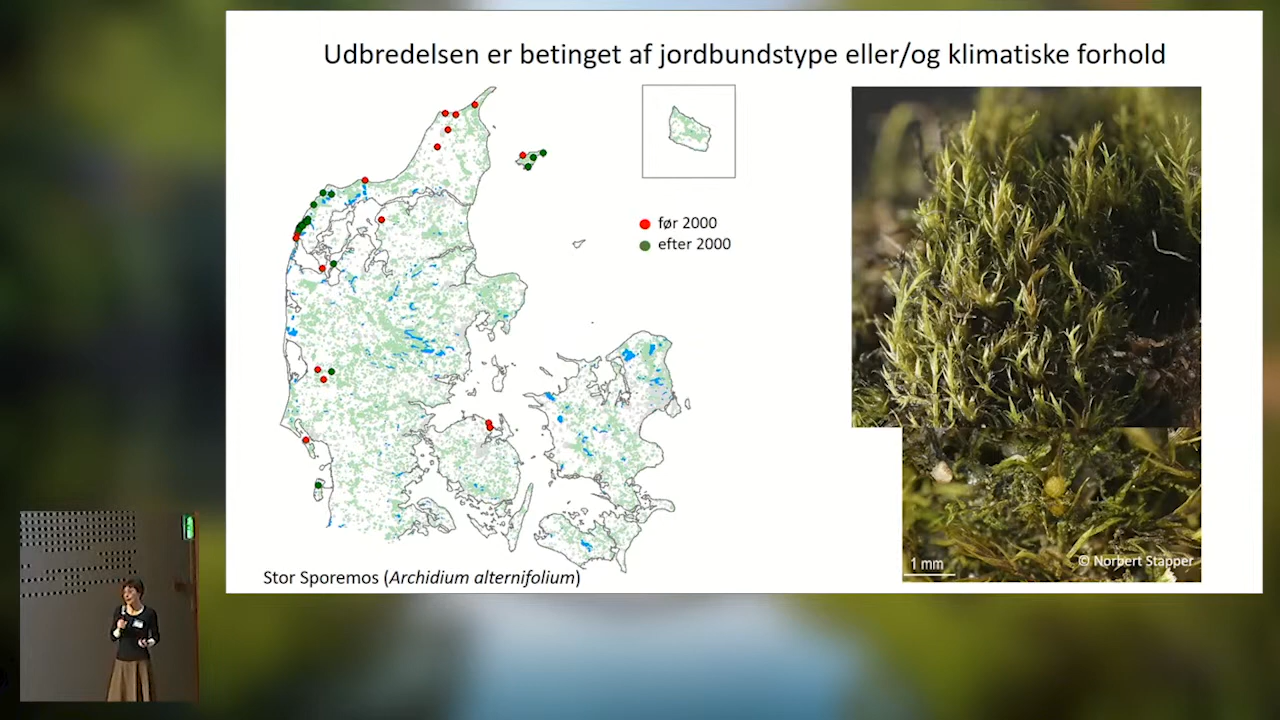 Udbredelsen er betinget af jordbundstype eller/og klimatiske forhold
før 2000
efter 2000
1 mm
© Norbert Stapper
Stor Sporemos (Archidium alternifolium)